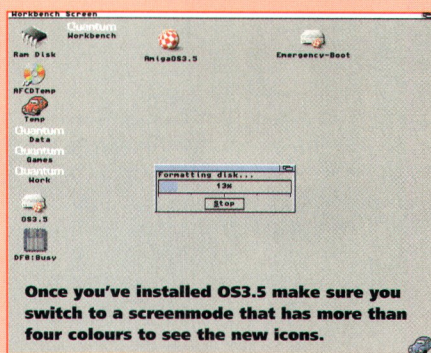 Workbench Screen
Quantum
Workbench
Ram Disk
AmigaOS3.5
Emergency-Boot
AFCDTemp
Temp
Quantum
Data
Quantum
Games
Quantum
Work
Formatting disk...
13%
Stop
OS3.5
DF0:Busy
Once you've installed OS3.5 make sure you
switch to a screenmode that has more than
four colours to see the new icons.